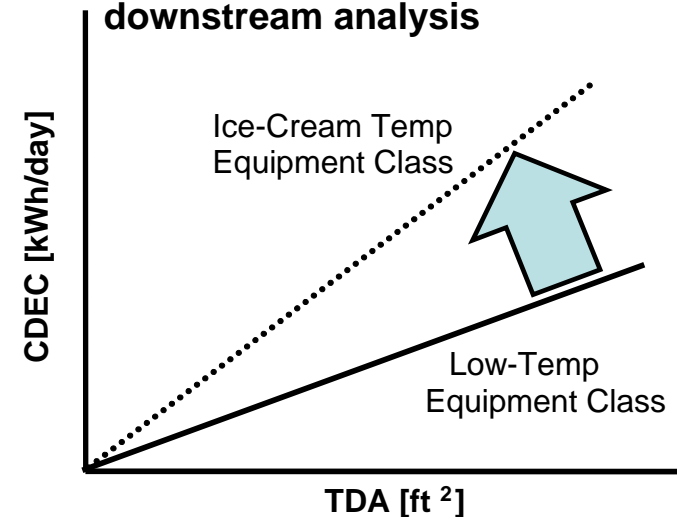 downstream analysis
Ice-Cream Temp
Equipment Class
CDEC [kWh/day]
Low-Temp
Equipment Class
TDA [ft ²]